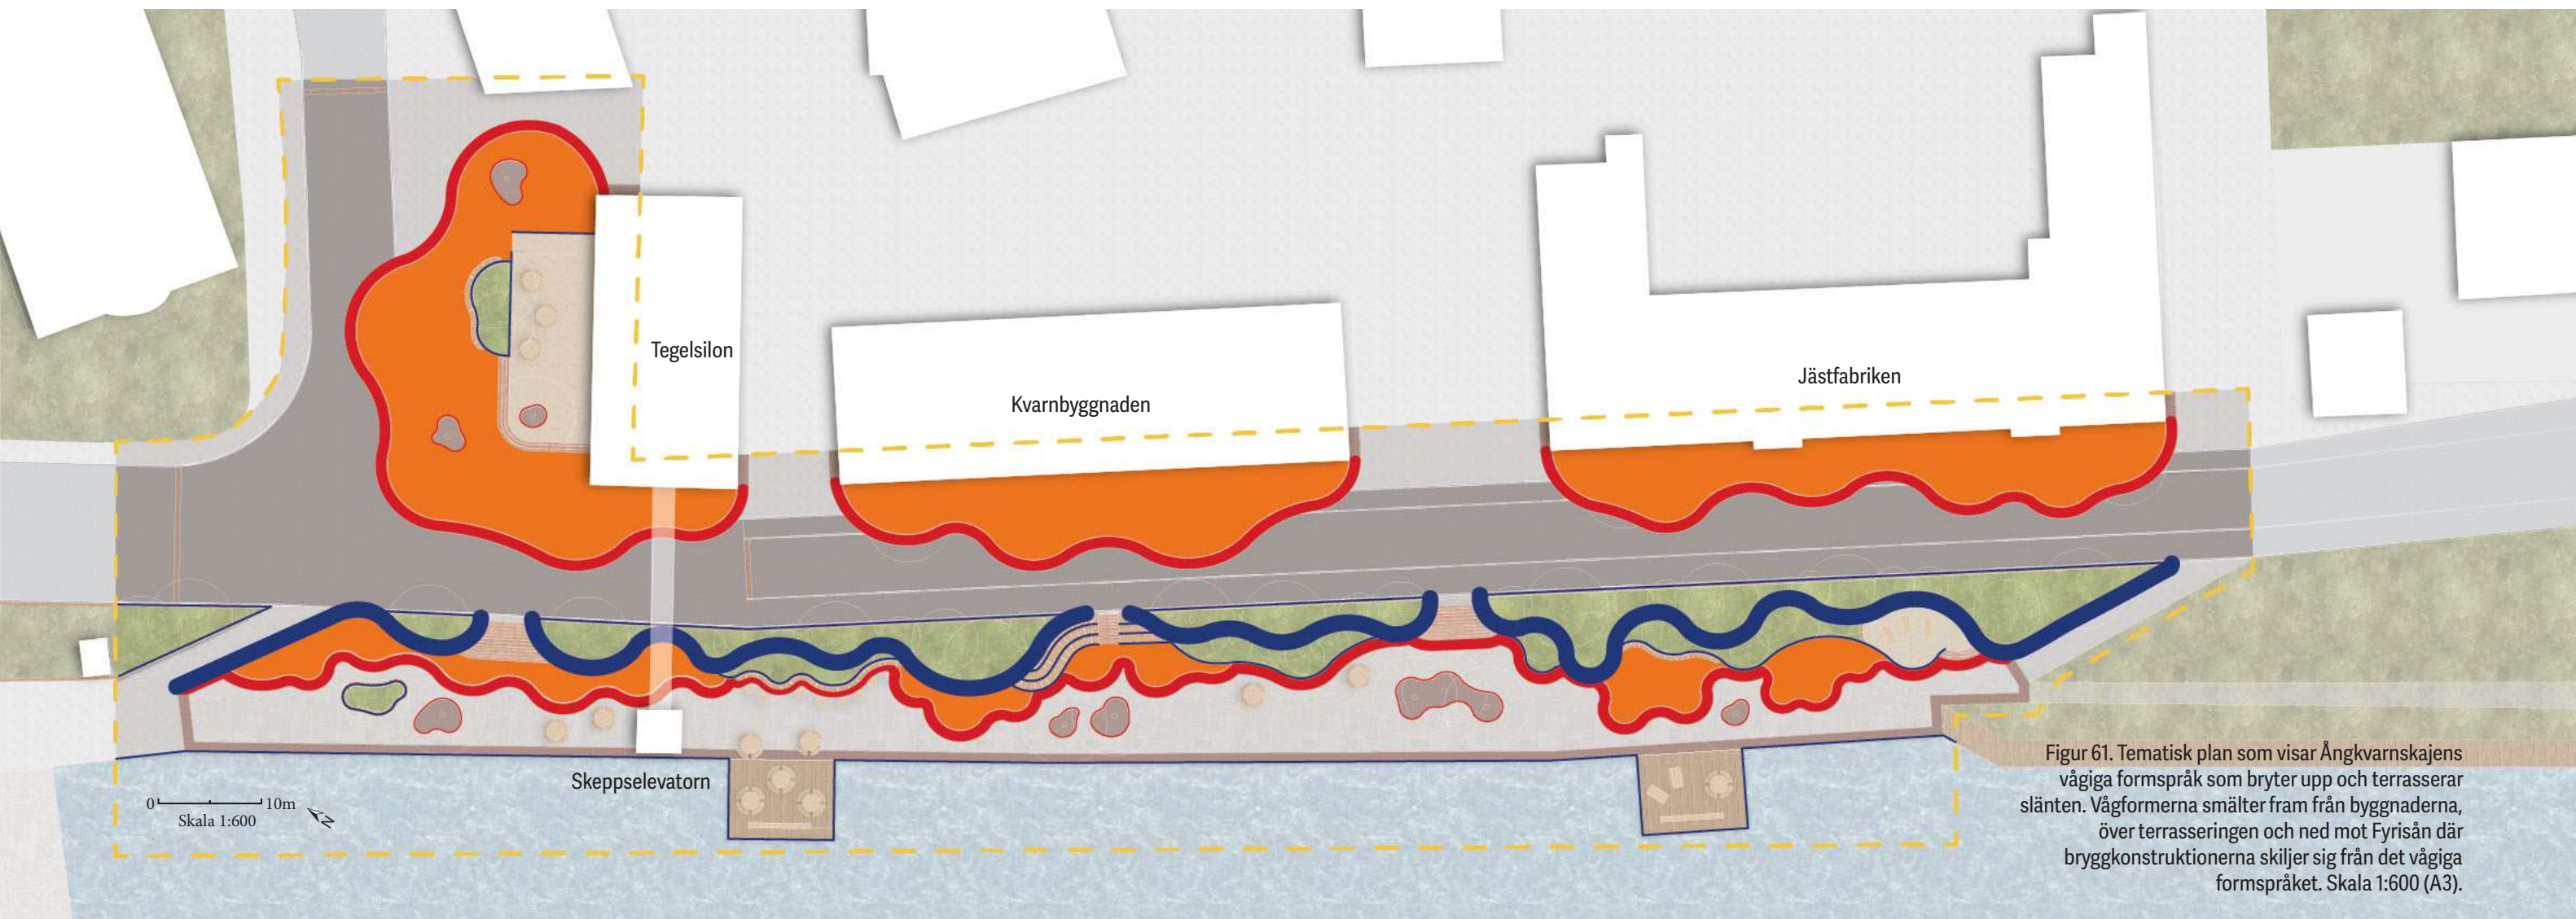 Tegelsilon
Kvarnbyggnaden
Jästfabriken
Skeppselevatorn
0 10m
Skala 1:600
N
Figur 61. Tematisk plan som visar Ångkvarnskajens
vågiga formspråk som bryter upp och terrasserar
slänten. Vågformerna smälter fram från byggnaderna,
över terrasseringen och ned mot Fyrisån där
bryggkonstruktionerna skiljer sig från det vågiga
formspråket. Skala 1:600 (A3).